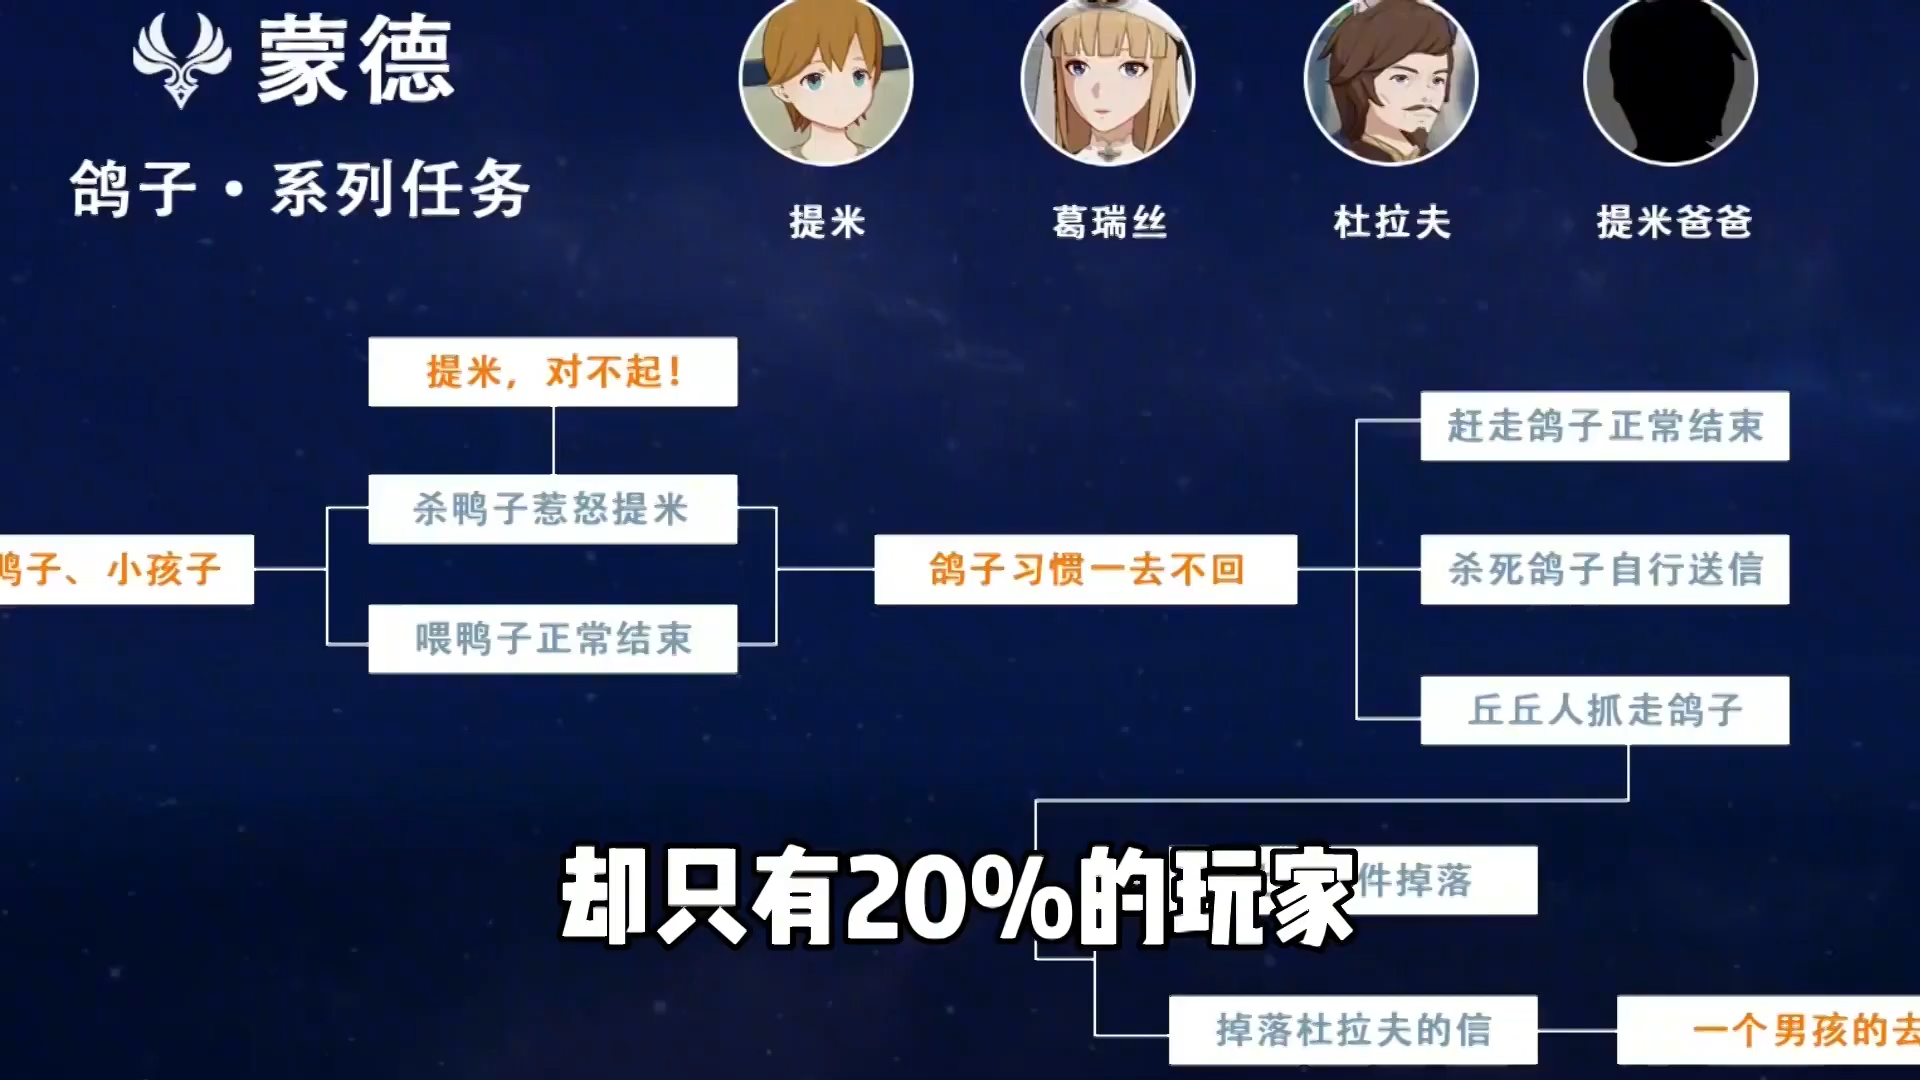 蒙德
鸽子·系列任务
提米
葛瑞丝
杜拉夫
提米爸爸
提米，对不起！
杀鸭子惹怒提米
鸭子、小孩子
喂鸭子正常结束
鸽子习惯一去不回
赶走鸽子正常结束
杀死鸽子自行送信
丘丘人抓走鸽子
件掉落
却只有20%的玩家
掉落杜拉夫的信
一个男孩的去